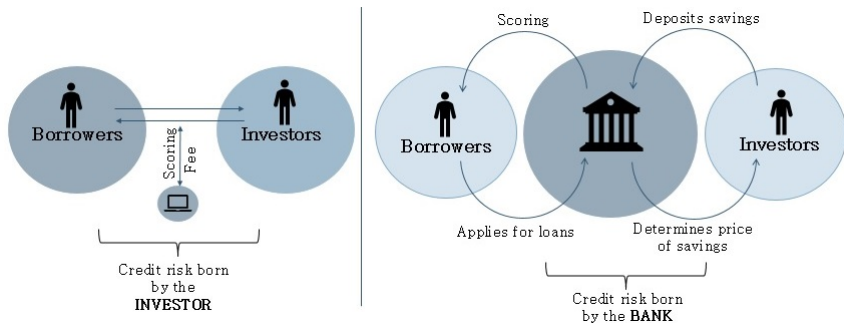 Borrowers
Investors
Scoring
Fee
Credit risk born
by the
INVESTOR
Scoring
Deposits savings
Borrowers
Investors
Applies for loans
Determines price
of savings
Credit risk born
by the BANK